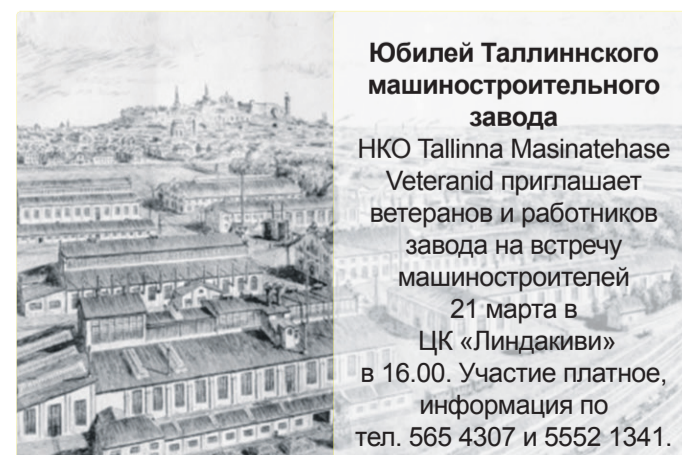 Юбилей Таллиннского
машиностроительного
завода
НКО Tallinna Masinatehase
Veteranid приглашает
ветеранов и работников
завода на встречу
машиностроителей
21 марта в
ЦК «Линдакиви»
в 16.00. Участие платное,
информация по
тел. 565 4307 и 5552 1341.